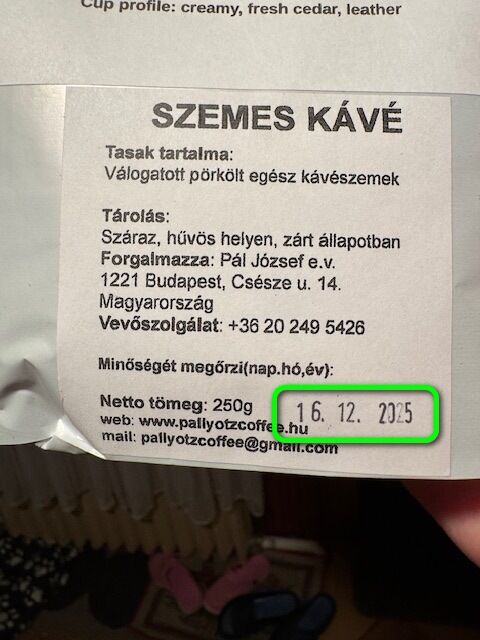 Cup profile: creamy, fresh cedar, leather
SZEMES KÁVÉ
Tasak tartalma:
Válogatott pörkölt egész kávészemek
Tárolás:
Száraz, hűvös helyen, zárt állapotban
Forgalmazza: Pál József e.v.
1221 Budapest, Csésze u. 14.
Magyarország
Vevőszolgálat: +36 20 249 5426
Minőségét megőrzi(nap.hó,év):
Netto tömeg: 250g
16. 12. 2025
web: www.pallyotzcoffee.hu
mail: pallyotzcoffee@gmail.com